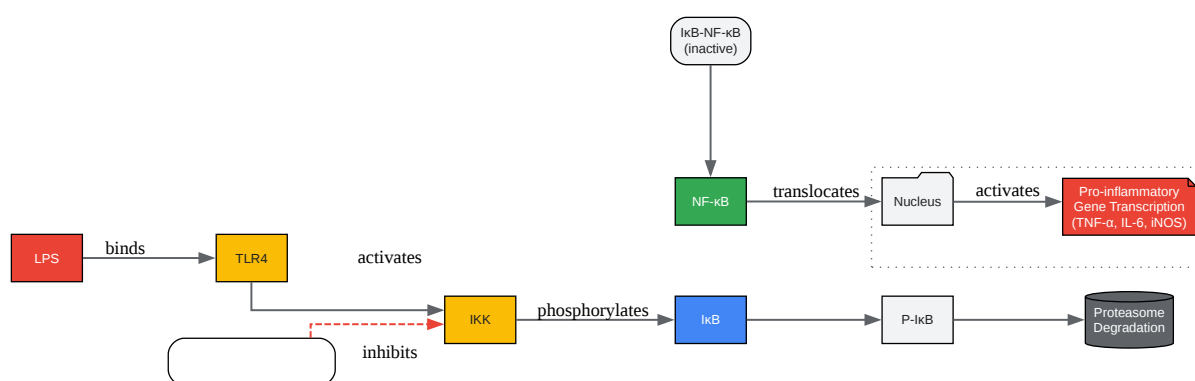 IκB-NF-κB
(inactive)
NF-κB
translocates
Nucleus
activates
Pro-inflammatory
Gene Transcription
(TNF-α, IL-6, iNOS)
LPS
binds
TLR4
activates
IKK
phosphorylates
IκB
P-IκB
Proteasome
Degradation
inhibits